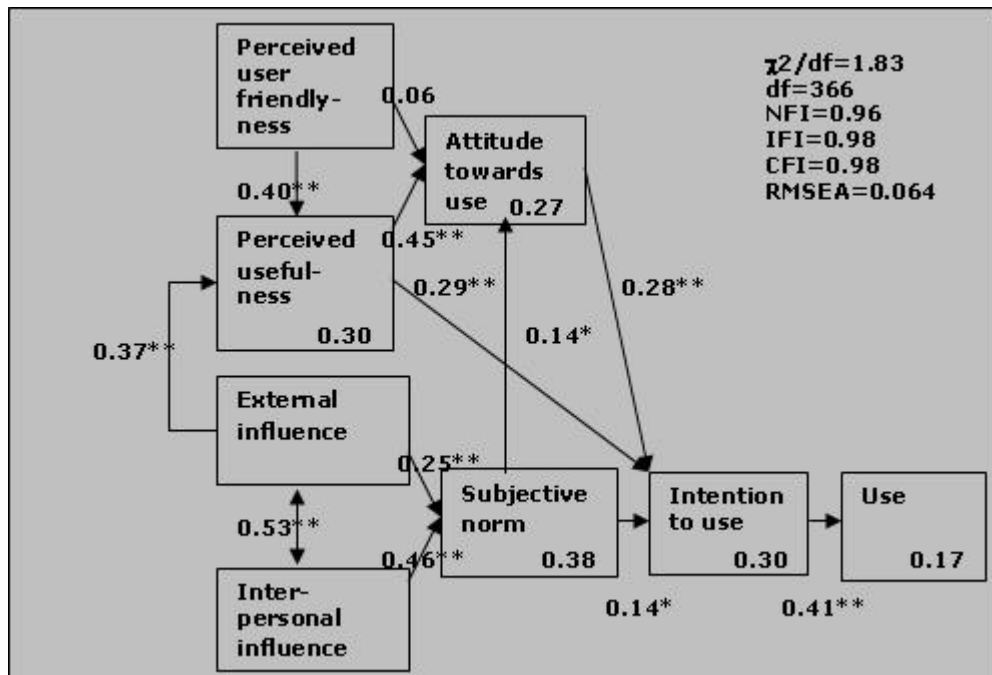 Perceived
user
friendly-
ness
χ2/df=1.83
df=366
NFI=0.96
IFI=0.98
CFI=0.98
RMSEA=0.064
0.06
Attitude
towards
use
0.27
0.40**
Perceived
useful-
ness
0.30
0.45**
0.29**
0.28**
0.14*
0.37**
External
influence
0.25**
Subjective
norm
0.38
Intention
to use
0.30
Use
0.17
0.53**
0.46**
Inter-
personal
influence
0.14*
0.41**